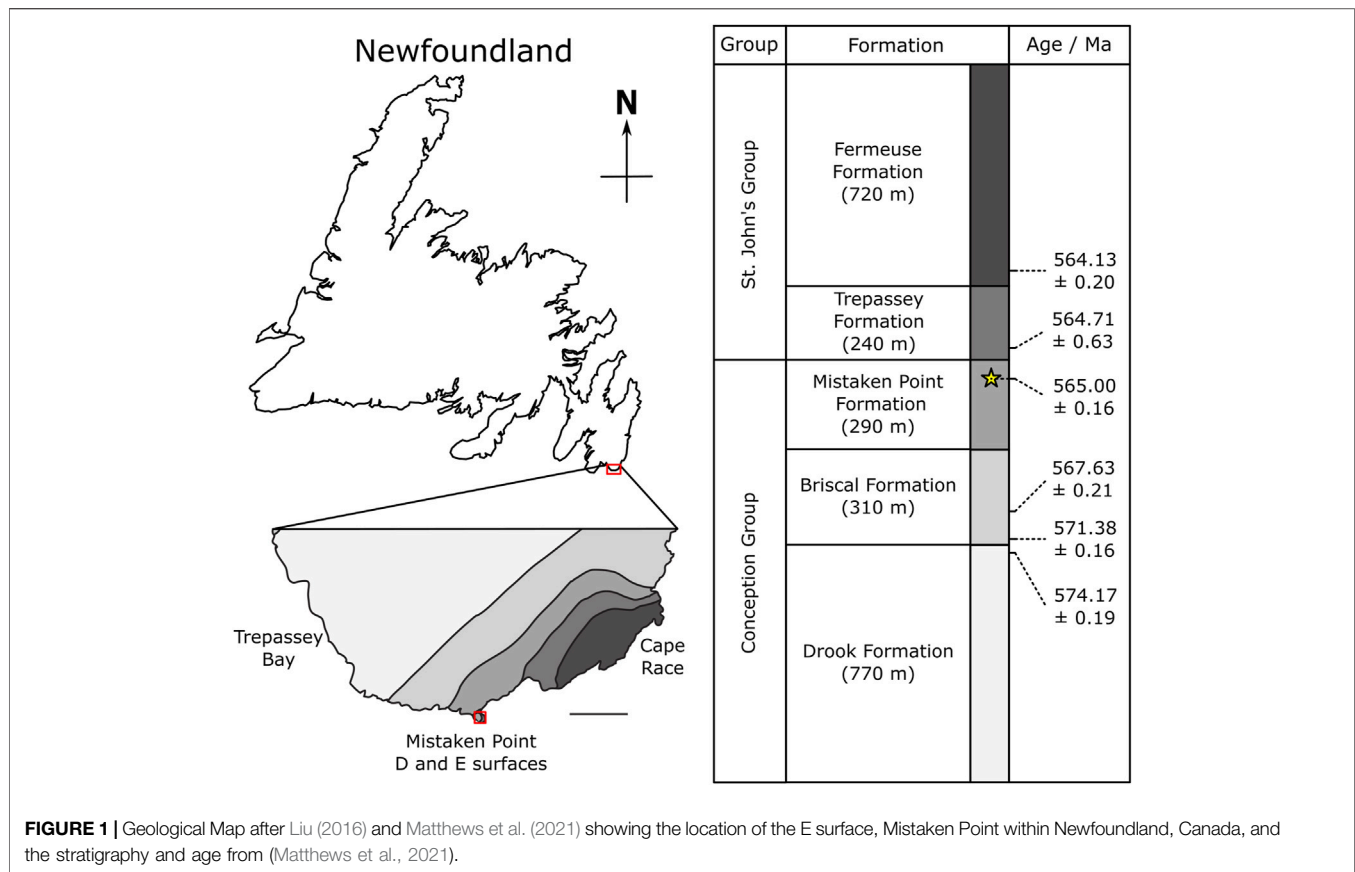 Newfoundland
N
Trepassey
Bay
Cape
Race
Mistaken Point
D and E surfaces
Group
Formation
Age / Ma
St. John's Group
Fermeuse
Formation
(720 m)
Trepassey
Formation
(240 m)
Conception Group
Mistaken Point
Formation
(290 m)
Briscal Formation
(310 m)
Drook Formation
(770 m)
564.13
± 0.20
564.71
± 0.63
565.00
± 0.16
567.63
± 0.21
571.38
± 0.16
574.17
± 0.19
FIGURE 1 | Geological Map after Liu (2016) and Matthews et al. (2021) showing the location of the E surface, Mistaken Point within Newfoundland, Canada, and
the stratigraphy and age from (Matthews et al., 2021).